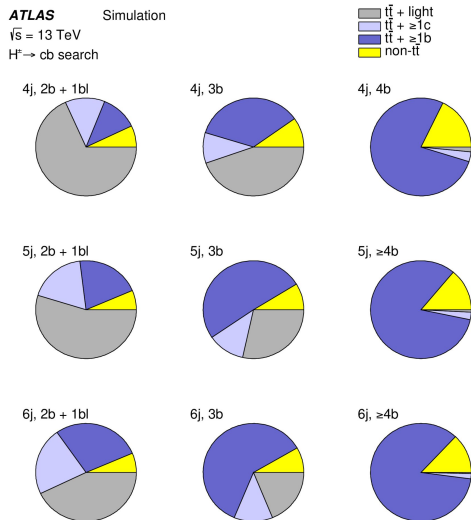 ATLAS Simulation
√s = 13 TeV
H± → cb search
tt̄ + light
tt̄ + ≥1c
tt̄ + ≥1b
non-tt̄
4j, 2b + 1bl
4j, 3b
4j, 4b
5j, 2b + 1bl
5j, 3b
5j, ≥4b
6j, 2b + 1bl
6j, 3b
6j, ≥4b